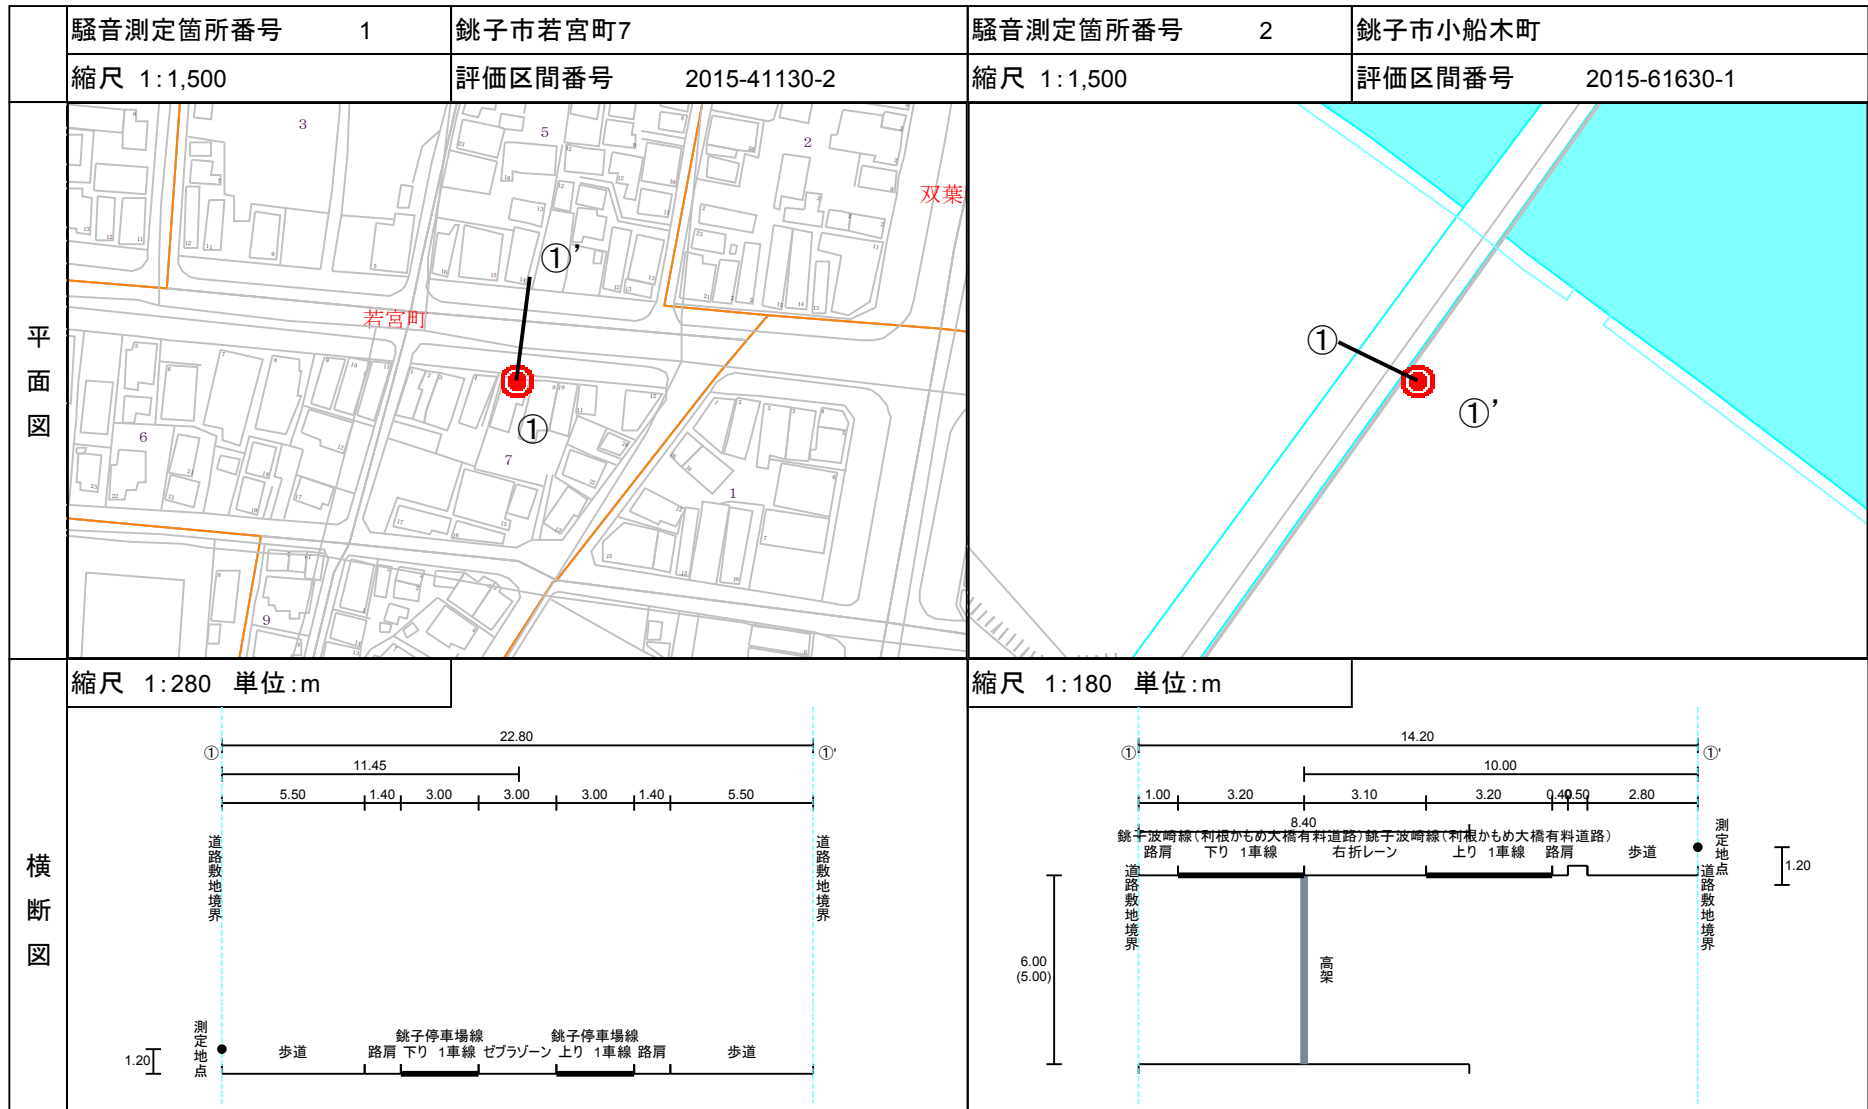 騒音測定箇所番号 1 銚子市若宮町7 騒音測定箇所番号 2 銚子市小船木町
縮尺 1:1,500 評価区間番号 2015-41130-2 縮尺 1:1,500 評価区間番号 2015-61630-1
平面図
3
5
2
双葉
①’
若宮町
①
6
7
1
9
①
①’
横断図
縮尺 1:280 単位:m
① 22.80 ①'
11.45
5.50 1.40 3.00 3.00 3.00 1.40 5.50
道路敷地境界
道路敷地境界
測定地点
1.20
銚子停車場線 銚子停車場線
歩道 路肩 下り 1車線 ゼブラゾーン 上り 1車線 路肩 歩道
縮尺 1:180 単位:m
① 14.20 ①'
10.00
1.00 3.20 3.10 3.20 0.40 0.50 2.80
8.40
銚子波崎線(利根かもめ大橋有料道路) 銚子波崎線(利根かもめ大橋有料道路)
路肩 下り 1車線 右折レーン 上り 1車線 路肩 歩道
測定地点
1.20
道路敷地境界
道路敷地境界
6.00
(5.00)
高架